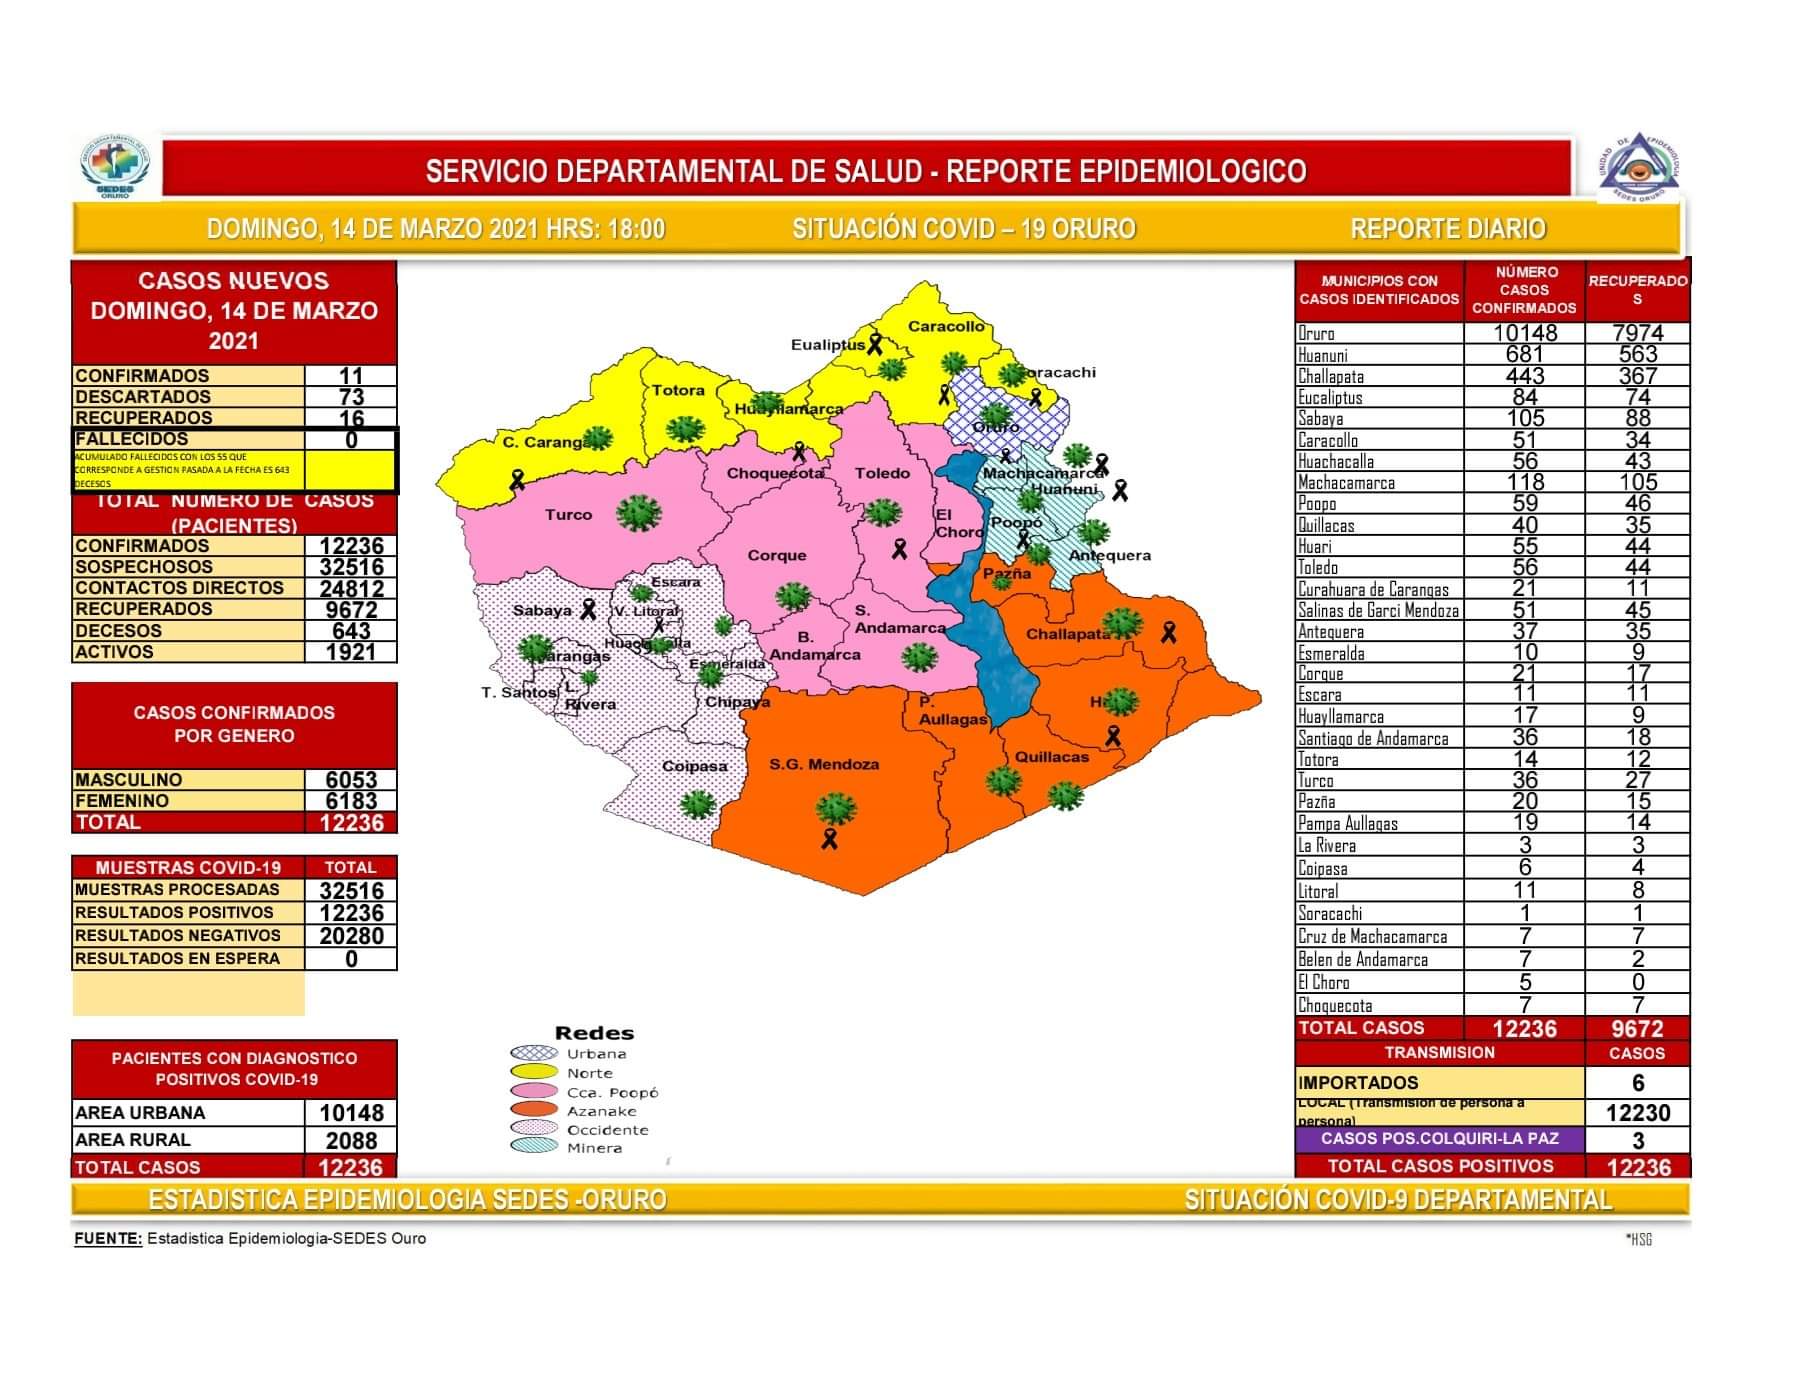 SERVICIO DEPARTAMENTAL DE SALUD - REPORTE EPIDEMIOLOGICO
SEDES
ORURO
UNIDAD DE EPIDEMIOLOGIA
SEDES ORURO
DOMINGO, 14 DE MARZO 2021 HRS: 18:00 SITUACIÓN COVID – 19 ORURO REPORTE DIARIO
CASOS NUEVOS
DOMINGO, 14 DE MARZO
2021
CONFIRMADOS 11
DESCARTADOS 73
RECUPERADOS 16
FALLECIDOS 0
ACUMULADO FALLECIDOS CON LOS 55 QUE
CORRESPONDE A GESTION PASADA A LA FECHA ES 643
DECESOS
TOTAL NUMERO DE CASOS
(PACIENTES)
CONFIRMADOS 12236
SOSPECHOSOS 32516
CONTACTOS DIRECTOS 24812
RECUPERADOS 9672
DECESOS 643
ACTIVOS 1921
CASOS CONFIRMADOS
POR GENERO
MASCULINO 6053
FEMENINO 6183
TOTAL 12236
MUESTRAS COVID-19 TOTAL
MUESTRAS PROCESADAS 32516
RESULTADOS POSITIVOS 12236
RESULTADOS NEGATIVOS 20280
RESULTADOS EN ESPERA 0
PACIENTES CON DIAGNOSTICO
POSITIVOS COVID-19
AREA URBANA 10148
AREA RURAL 2088
TOTAL CASOS 12236
Caracollo
Eualiptus
oracachi
Totora
Huayllamarca
Oruro
C. Caranga
Choquecota
Toledo
Machacamarca
Huanuni
Turco
El
Choro
Poopó
Corque
Antequera
Pazña
Escara
Sabaya
V. Litoral
S.
Andamarca
Challapata
B.
Andamarca
arangas
Esmeralda
T. Santos
L.
Rivera
Chipaya
P.
Aullagas
Quillacas
Coipasa
S.G. Mendoza
Redes
Urbana
Norte
Cca. Poopó
Azanake
Occidente
Minera
MUNICIPIOS CON
CASOS IDENTIFICADOS
NÚMERO
CASOS
CONFIRMADOS
RECUPERADO
S
Oruro 10148 7974
Huanuni 681 563
Challapata 443 367
Eucaliptus 84 74
Sabaya 105 88
Caracollo 51 34
Huachacalla 56 43
Machacamarca 118 105
Poopo 59 46
Quillacas 40 35
Huari 55 44
Toledo 56 44
Curahuara de Carangas 21 11
Salinas de Garci Mendoza 51 45
Antequera 37 35
Esmeralda 10 9
Corque 21 17
Escara 11 11
Huayllamarca 17 9
Santiago de Andamarca 36 18
Totora 14 12
Turco 36 27
Pazña 20 15
Pampa Aullagas 19 14
La Rivera 3 3
Coipasa 6 4
Litoral 11 8
Soracachi 1 1
Cruz de Machacamarca 7 7
Belen de Andamarca 7 2
El Choro 5 0
Choquecota 7 7
TOTAL CASOS 12236 9672
TRANSMISION CASOS
IMPORTADOS 6
LOCAL (Transmision de persona a
persona) 12230
CASOS POS.COLQUIRI-LA PAZ 3
TOTAL CASOS POSITIVOS 12236
ESTADISTICA EPIDEMIOLOGIA SEDES -ORURO SITUACIÓN COVID-9 DEPARTAMENTAL
FUENTE: Estadistica Epidemiologia-SEDES Ouro *HSG